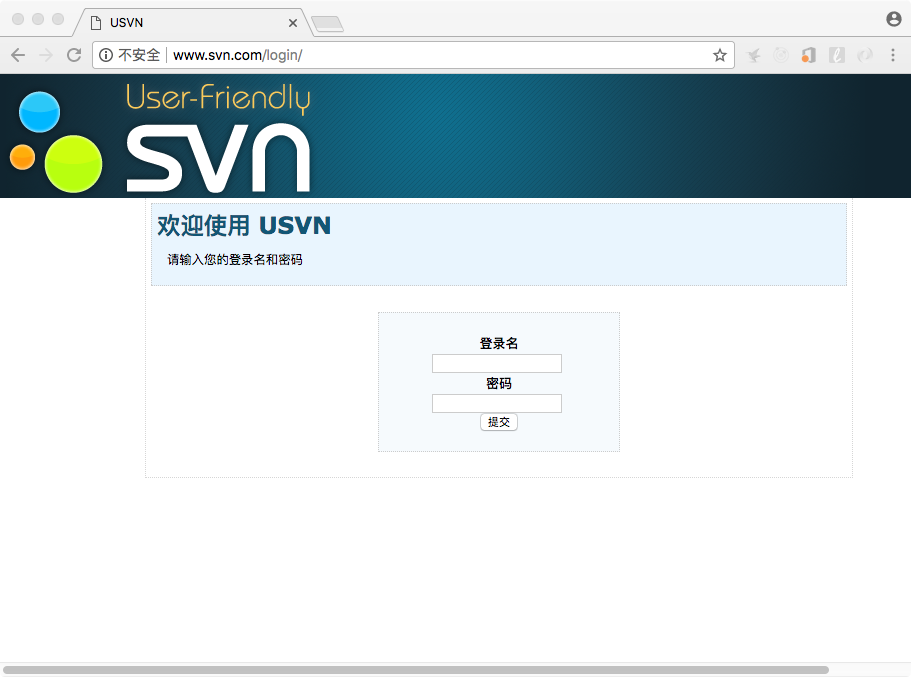 USVN
不安全 www.svn.com/login/
User-Friendly
SVN
欢迎使用 USVN
请输入您的登录名和密码
登录名
密码
提交